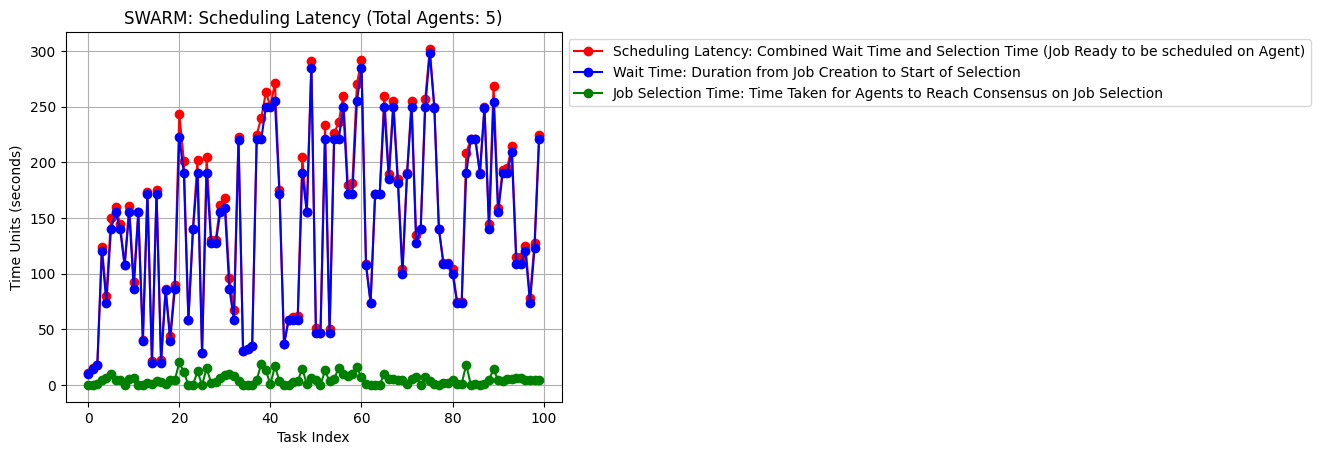 SWARM: Scheduling Latency (Total Agents: 5)
Scheduling Latency: Combined Wait Time and Selection Time (Job Ready to be scheduled on Agent)
Wait Time: Duration from Job Creation to Start of Selection
Job Selection Time: Time Taken for Agents to Reach Consensus on Job Selection
Time Units (seconds)
300
250
200
150
100
50
0
0 20 40 60 80 100
Task Index